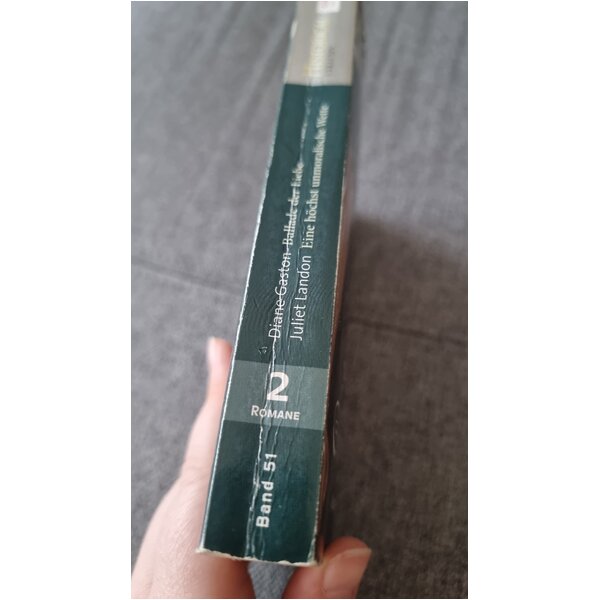 Diane Gaston Ballade der Liebe
Juliet Landon Eine höchst unmoralische Wette
2
ROMANE
Band 51